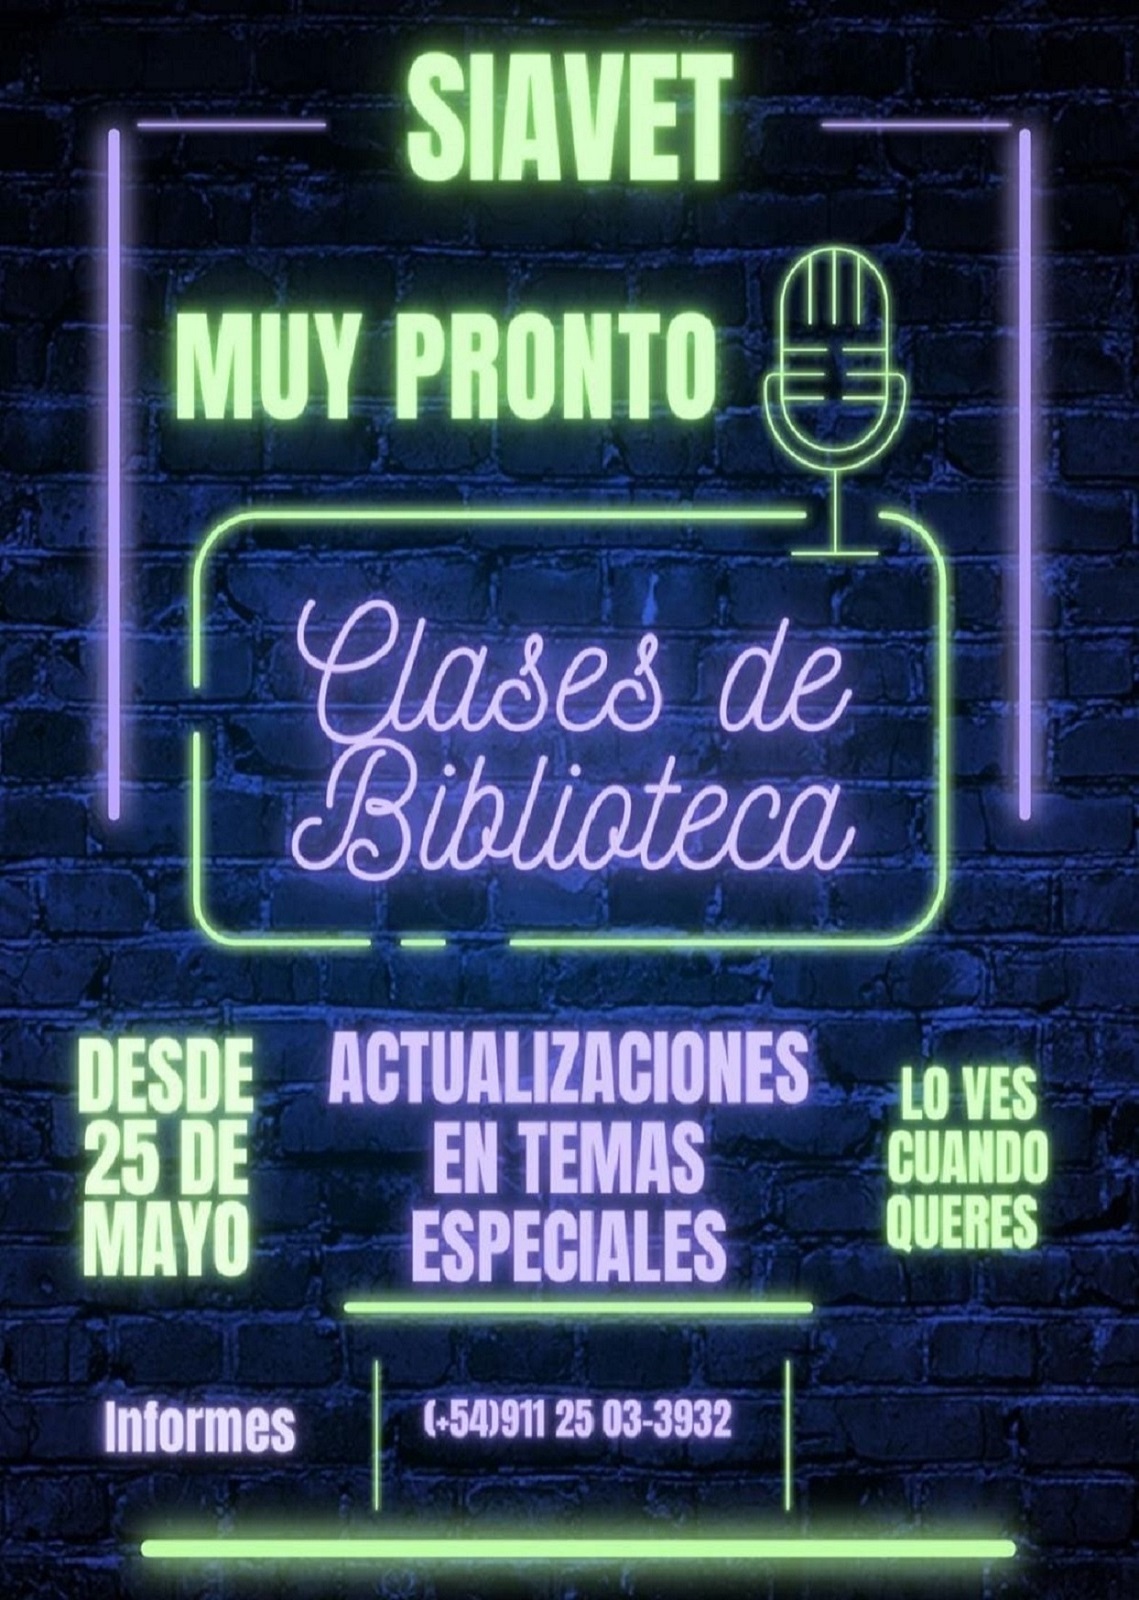 SIAVET
MUY PRONTO
Clases de
Biblioteca
DESDE
25 DE
MAYO
ACTUALIZACIONES
EN TEMAS
ESPECIALES
LO VES
CUANDO
QUERES
Informes
(+54)911 25 03-3932